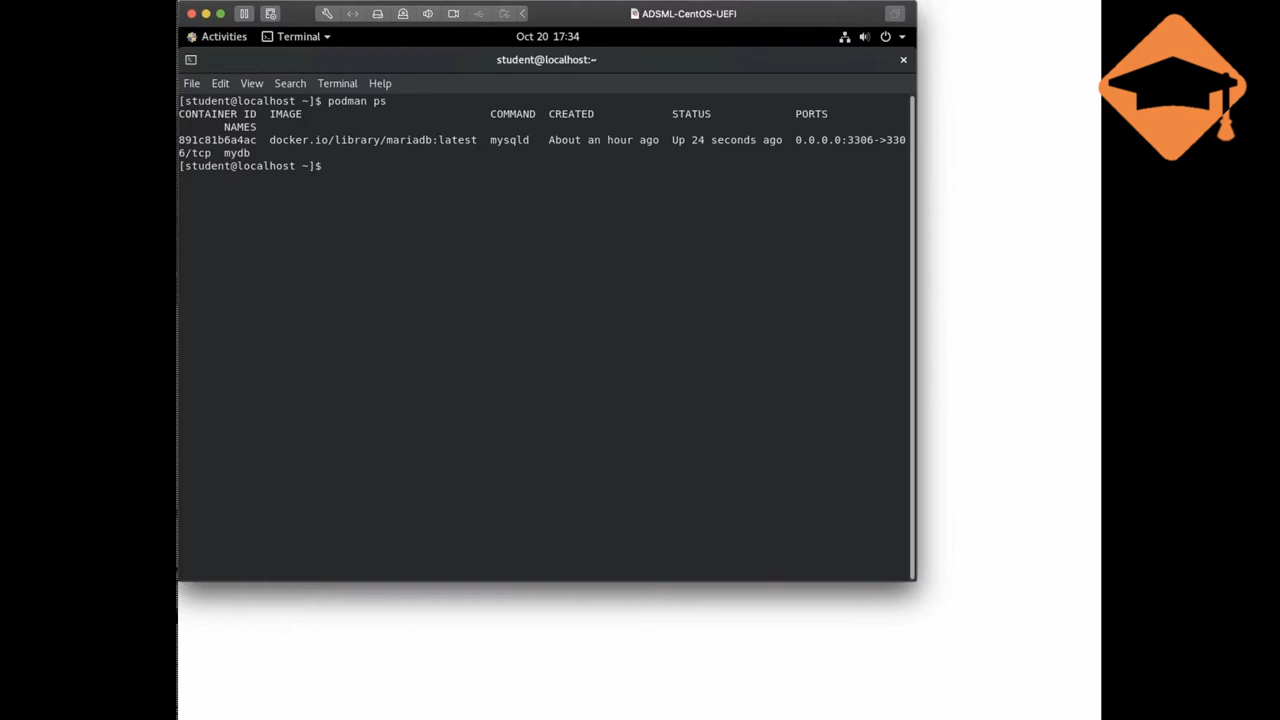 ADSML-CentOS-UEFI
Activities Terminal Oct 20 17:34
student@localhost:~
File Edit View Search Terminal Help
[student@localhost ~]$ podman ps
CONTAINER ID  IMAGE                             COMMAND  CREATED            STATUS             PORTS
NAMES
891c81b6a4ac  docker.io/library/mariadb:latest  mysqld   About an hour ago  Up 24 seconds ago  0.0.0.0:3306->330
6/tcp  mydb
[student@localhost ~]$